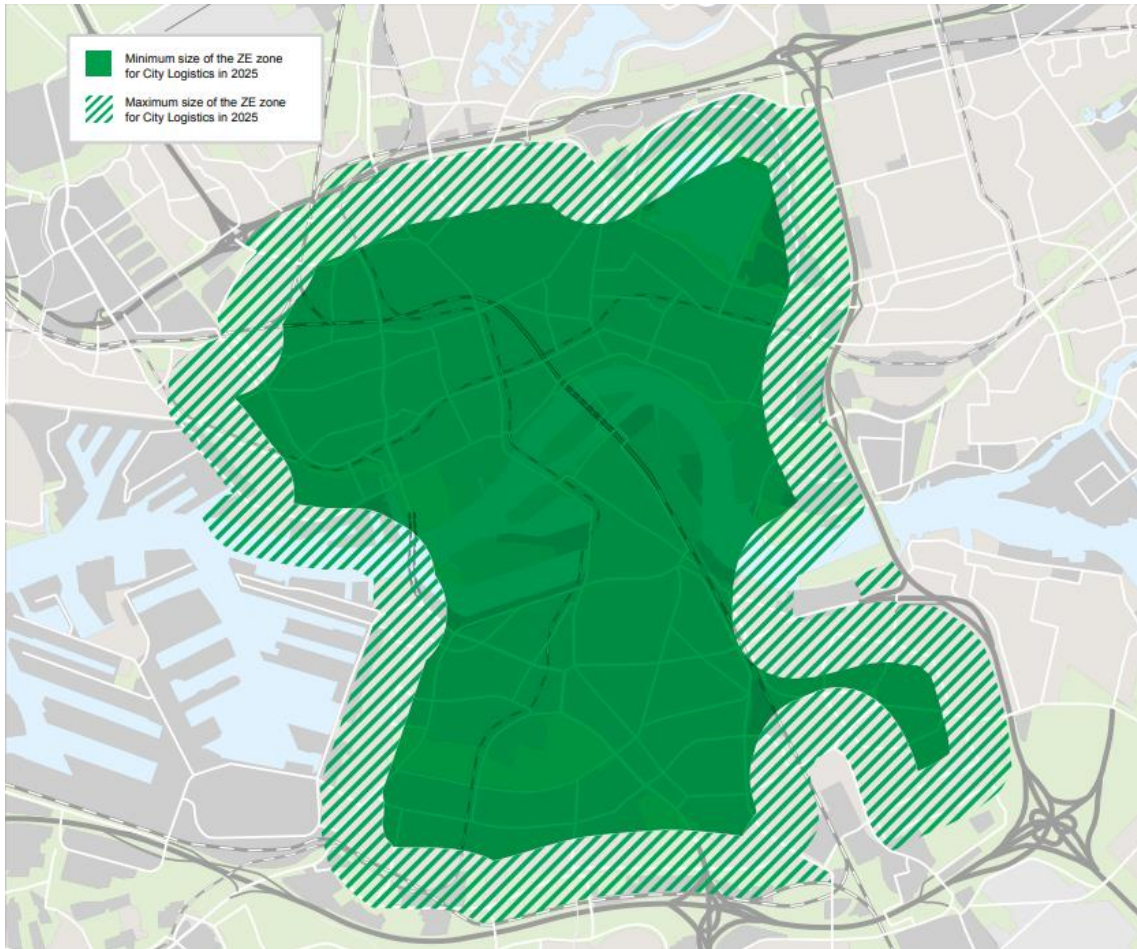 Minimum size of the ZE zone
for City Logistics in 2025
Maximum size of the ZE zone
for City Logistics in 2025